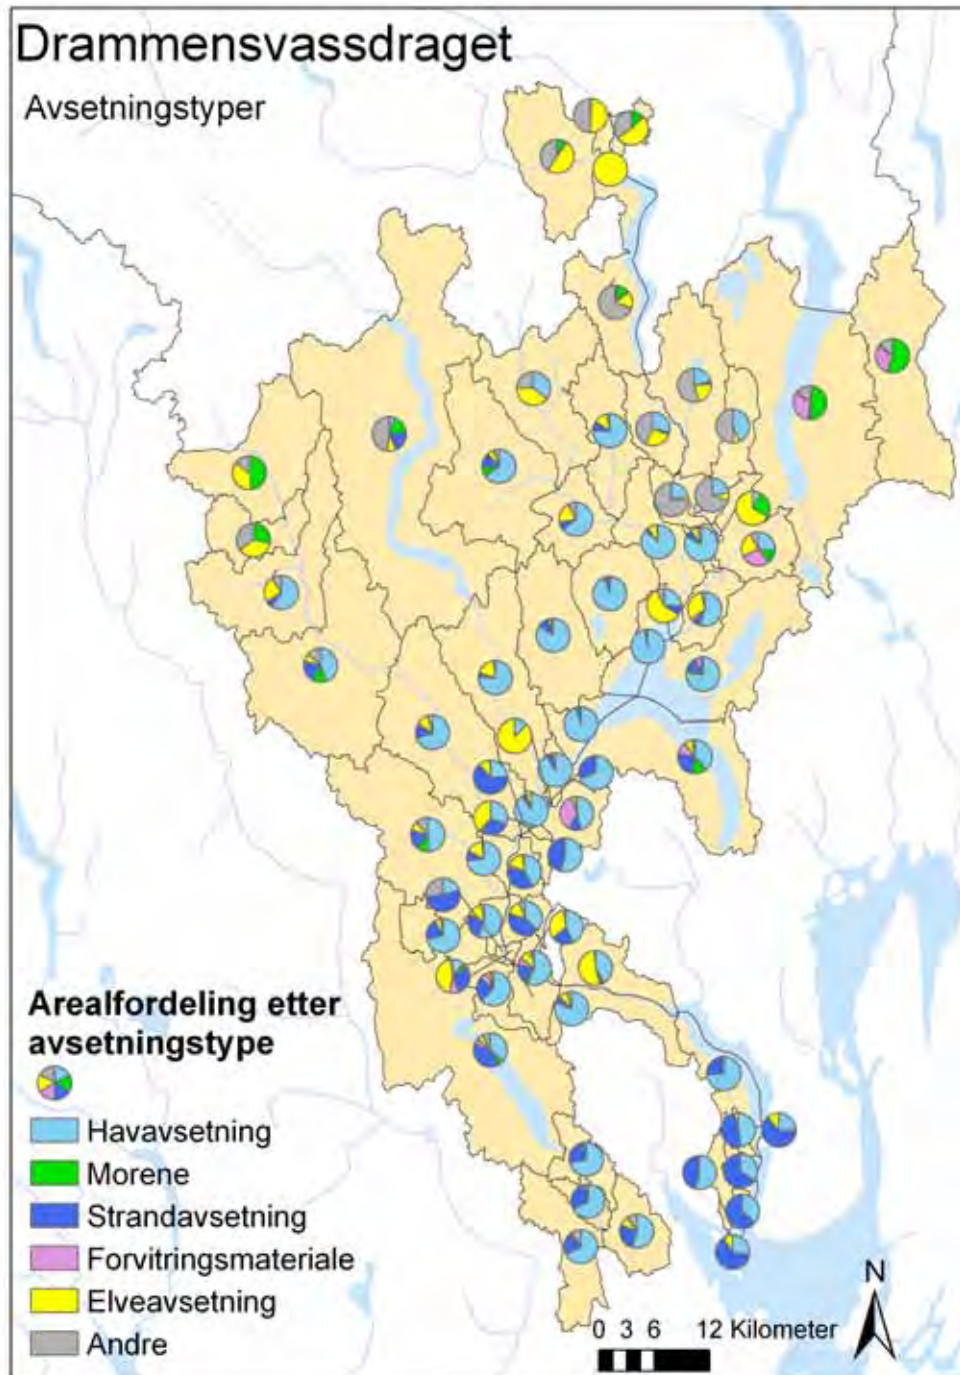 Drammensvassdraget
Avsetningstyper
Arealfordeling etter
avsetningstype
Havavsetning
Morene
Strandavsetning
Forvitringsmateriale
Elveavsetning
Andre
N
0 3 6 12 Kilometer